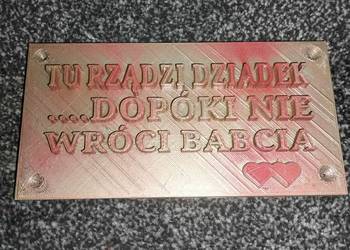 TU RZĄDZI DZIADEK
....DOPÓKI NIE
WRÓCI BABCIA